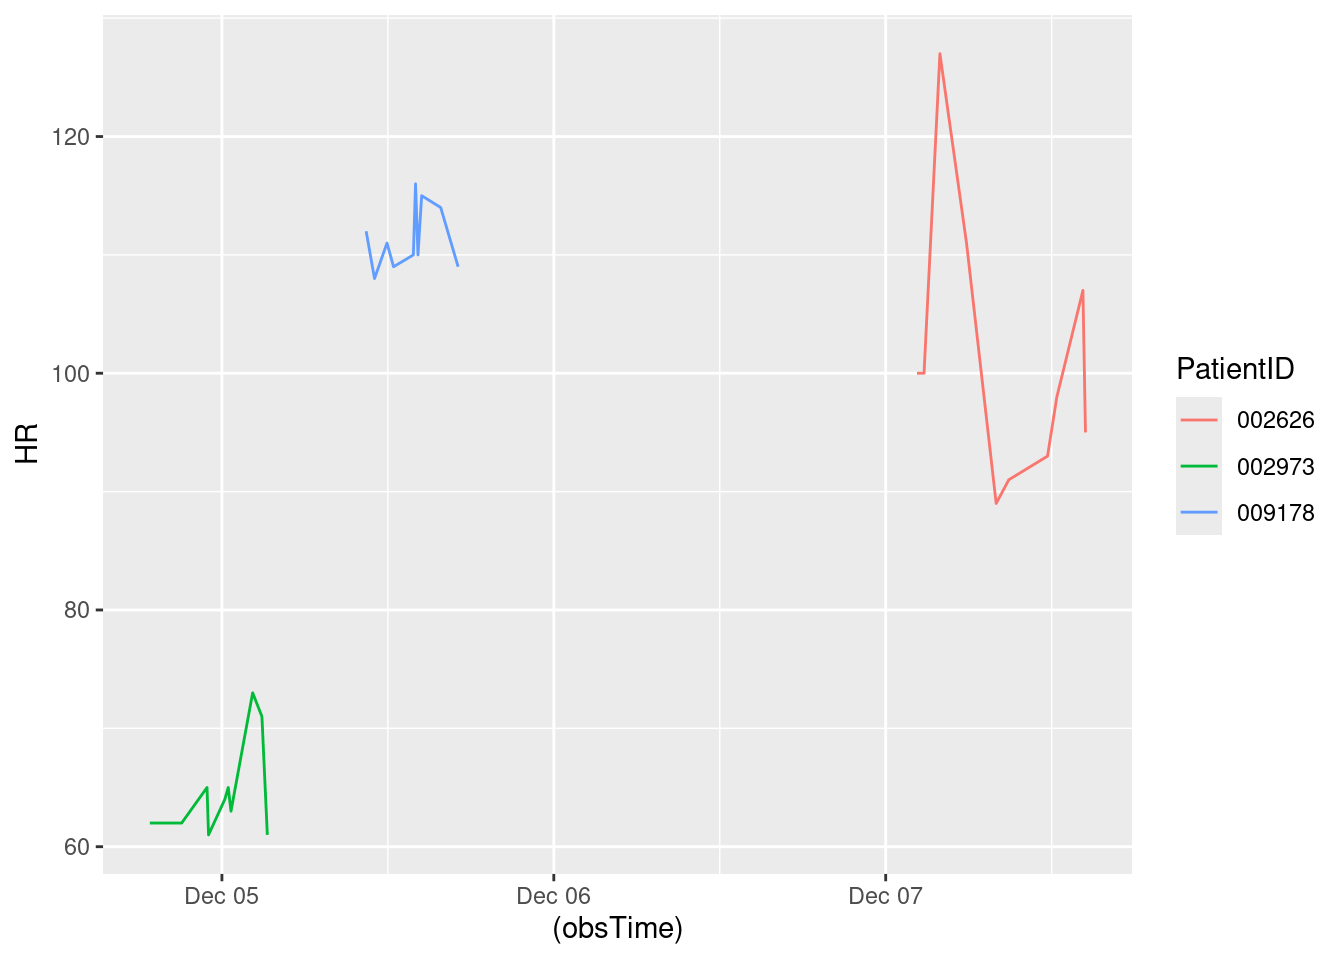 HR
120
100
80
60
Dec 05
Dec 06
Dec 07
(obsTime)
PatientID
002626
002973
009178